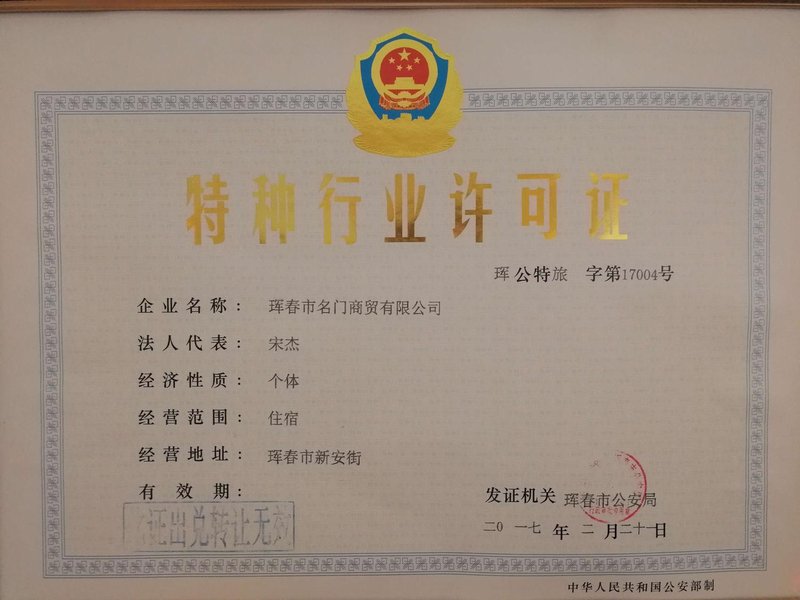 特种行业许可证
珲公特旅 字第17004号
企业名称： 珲春市名门商贸有限公司
法人代表： 宋杰
经济性质： 个体
经营范围： 住宿
经营地址： 珲春市新安街
有效期：
发证机关 珲春市公安局
证出兑转让无效
二0一七年二月二十一日
中华人民共和国公安部制